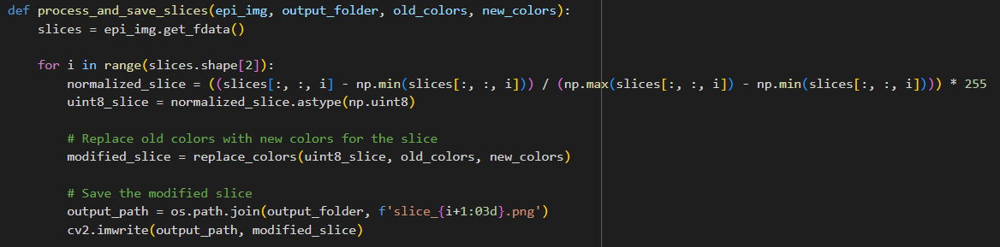 def process_and_save_slices(epi_img, output_folder, old_colors, new_colors):
    slices = epi_img.get_fdata()

    for i in range(slices.shape[2]):
        normalized_slice = ((slices[:, :, i] - np.min(slices[:, :, i])) / (np.max(slices[:, :, i]) - np.min(slices[:, :, i]))) * 255
        uint8_slice = normalized_slice.astype(np.uint8)

        # Replace old colors with new colors for the slice
        modified_slice = replace_colors(uint8_slice, old_colors, new_colors)

        # Save the modified slice
        output_path = os.path.join(output_folder, f'slice_{i+1:03d}.png')
        cv2.imwrite(output_path, modified_slice)